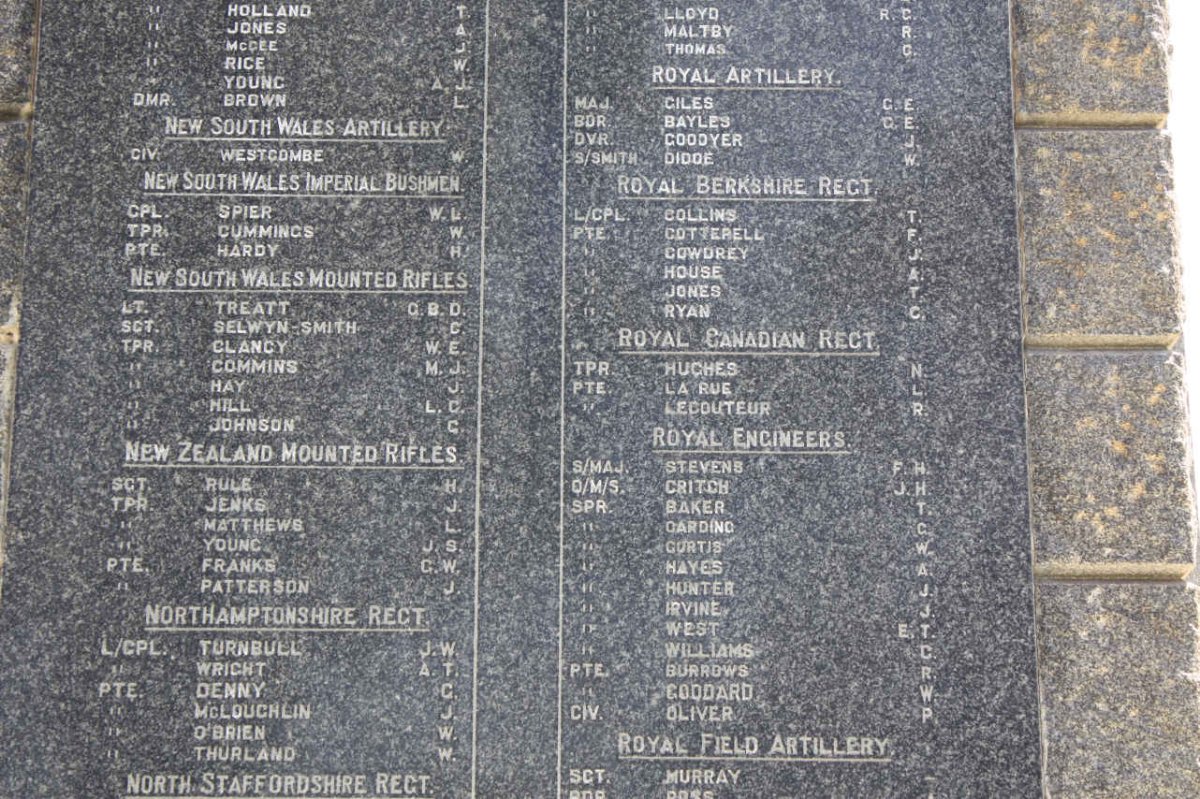 " HOLLAND T.
" JONES A.
" McGEE J.
" RICE W.
" YOUNG A. J.
DMR. BROWN L.
NEW SOUTH WALES ARTILLERY.
CIV. WESTCOMBE W.
NEW SOUTH WALES IMPERIAL BUSHMEN.
CPL. SPIER W. L.
TPR. CUMMINGS W.
PTE. HARDY H.
NEW SOUTH WALES MOUNTED RIFLES
LT. TREATT G. B. D.
SGT. SELWYN-SMITH C.
TPR. CLANCY W. E.
" COMMINS M. J.
" HAY J.
" HILL L. C.
" JOHNSON C
NEW ZEALAND MOUNTED RIFLES.
SGT. RULE H.
TPR. JENKS J.
" MATTHEWS L.
" YOUNG J. S.
PTE. FRANKS G. W.
" PATTERSON J.
NORTHAMPTONSHIRE REGT.
L/CPL. TURNBULL J. W.
" WRIGHT A. T.
PTE. DENNY G.
" McLOUGHLIN J.
" O'BRIEN W.
" THURLAND W.
NORTH STAFFORDSHIRE REGT.
" LLOYD R. G.
" MALTBY R.
" THOMAS G.
ROYAL ARTILLERY.
MAJ. GILES G. E.
BDR. BAYLES G. E.
DVR. GOODYER J.
S/SMITH DIDOE W.
ROYAL BERKSHIRE REGT.
L/CPL. COLLINS T.
PTE. COTTERELL F.
" COWDREY J.
" HOUSE A.
" JONES T.
" RYAN C.
ROYAL CANADIAN REGT.
TPR. HUGHES N.
PTE. LA RUE L.
" LECOUTEUR R.
ROYAL ENGINEERS.
S/MAJ. STEVENS F. H.
Q/M/S. CRITCH J. H.
SPR. BAKER T.
" DARDING C.
" CURTIS W.
" HAYES A.
" HUNTER J.
" IRVINE J.
" WEST E. T.
" WILLIAMS C.
PTE. BURROWS R
" GODDARD W
CIV. OLIVER P
ROYAL FIELD ARTILLERY.
SGT. MURRAY
BDR. ROSS